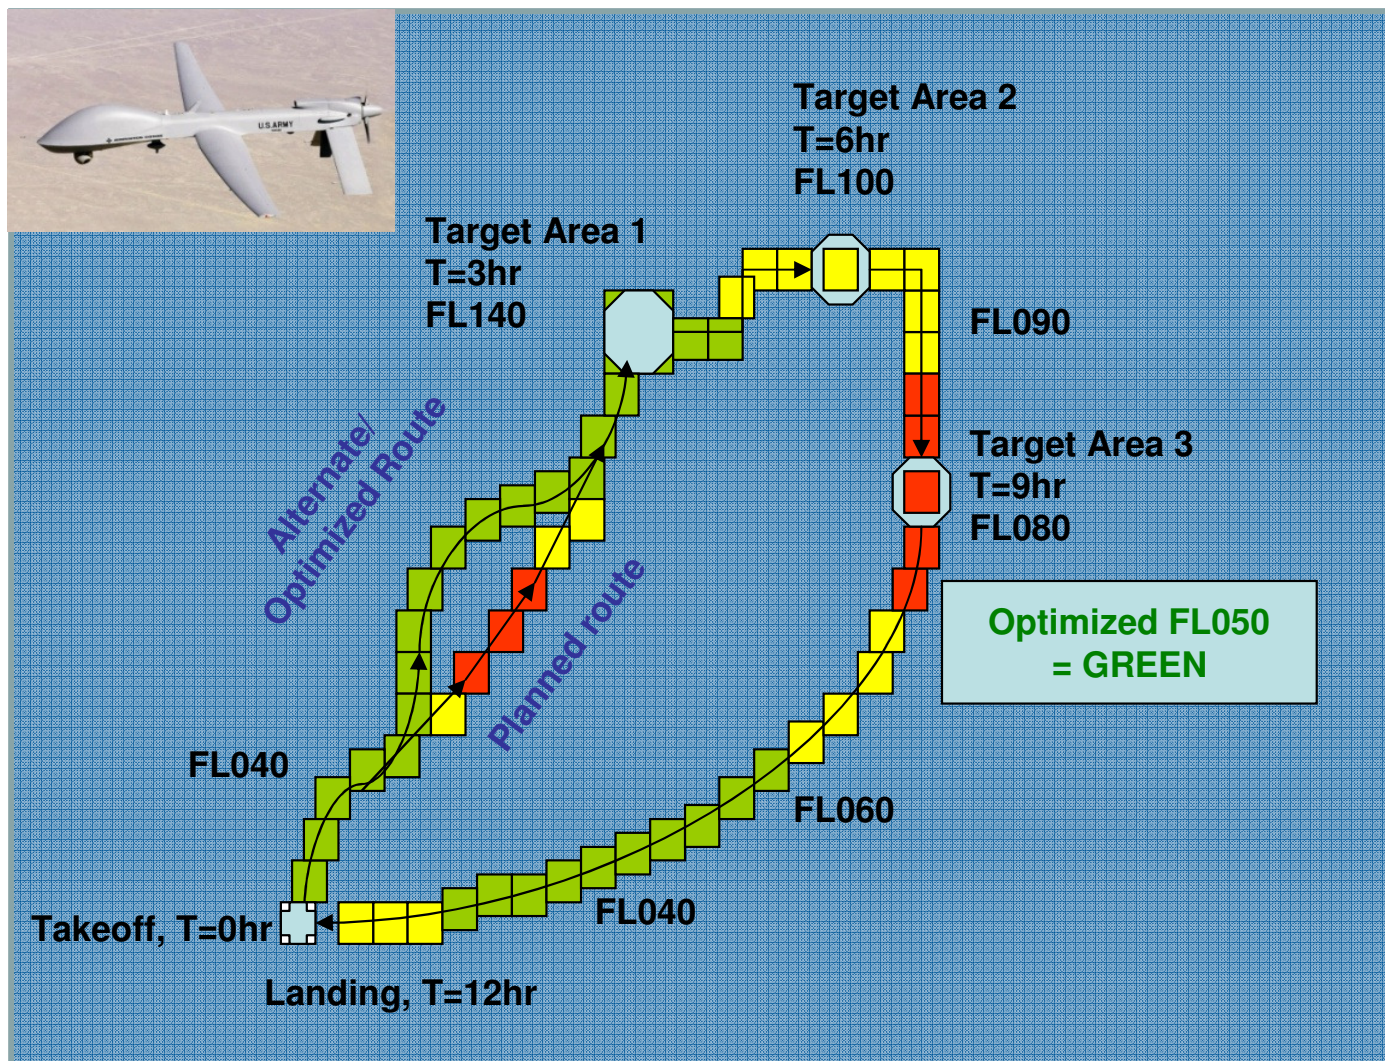 U.S.ARMY
Target Area 2
T=6hr
FL100
Target Area 1
T=3hr
FL140
FL090
Alternate/
Optimized Route
Target Area 3
T=9hr
FL080
Planned route
Optimized FL050
= GREEN
FL040
FL060
FL040
Takeoff, T=0hr
Landing, T=12hr